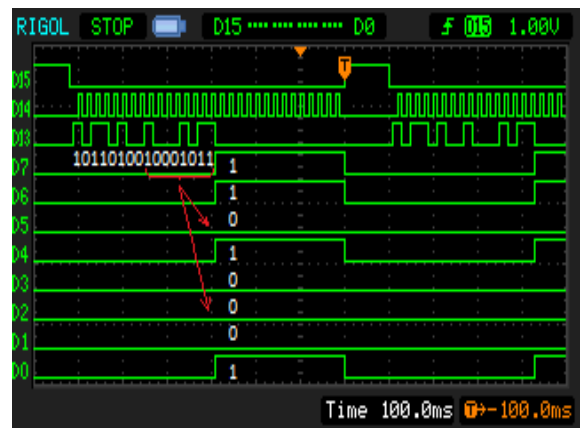 RIGOL STOP D15 ---- ---- ---- ---- D0 D15 1.00V
T
D15
D14
D13
1011010010001011
D7 1
D6 1
D5 0
D4 1
D3 0
D2 0
D1 0
D0 1
Time 100.0ms T→-100.0ms